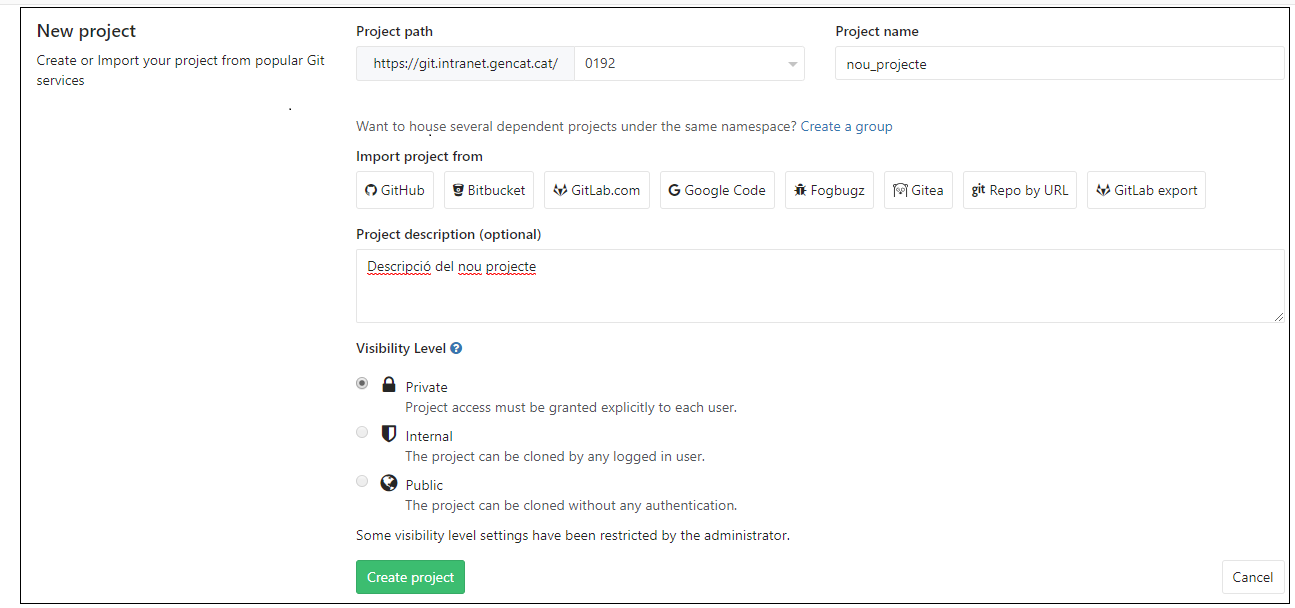 New project
Create or Import your project from popular Git
services
Project path
Project name
https://git.intranet.gencat.cat/ 0192
nou_projecte
Want to house several dependent projects under the same namespace? Create a group
Import project from
GitHub Bitbucket GitLab.com Google Code Fogbugz Gitea git Repo by URL GitLab export
Project description (optional)
Descripció del nou projecte
Visibility Level ?
Private
Project access must be granted explicitly to each user.
Internal
The project can be cloned by any logged in user.
Public
The project can be cloned without any authentication.
Some visibility level settings have been restricted by the administrator.
Create project
Cancel